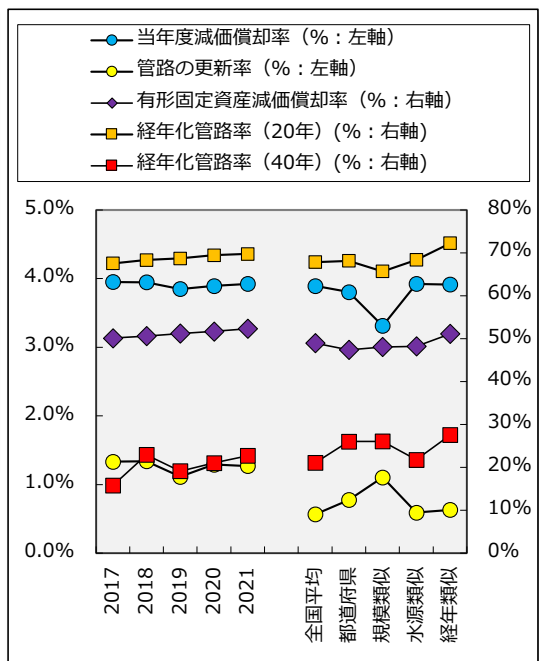 当年度減価償却率（%：左軸）
管路の更新率（%：左軸）
有形固定資産減価償却率（%：右軸）
経年化管路率（20年）(%：右軸)
経年化管路率（40年）(%：右軸)
5.0%
4.0%
3.0%
2.0%
1.0%
0.0%
80%
70%
60%
50%
40%
30%
20%
10%
0%
2017
2018
2019
2020
2021
全国平均
都道府県
規模類似
水源類似
経年類似